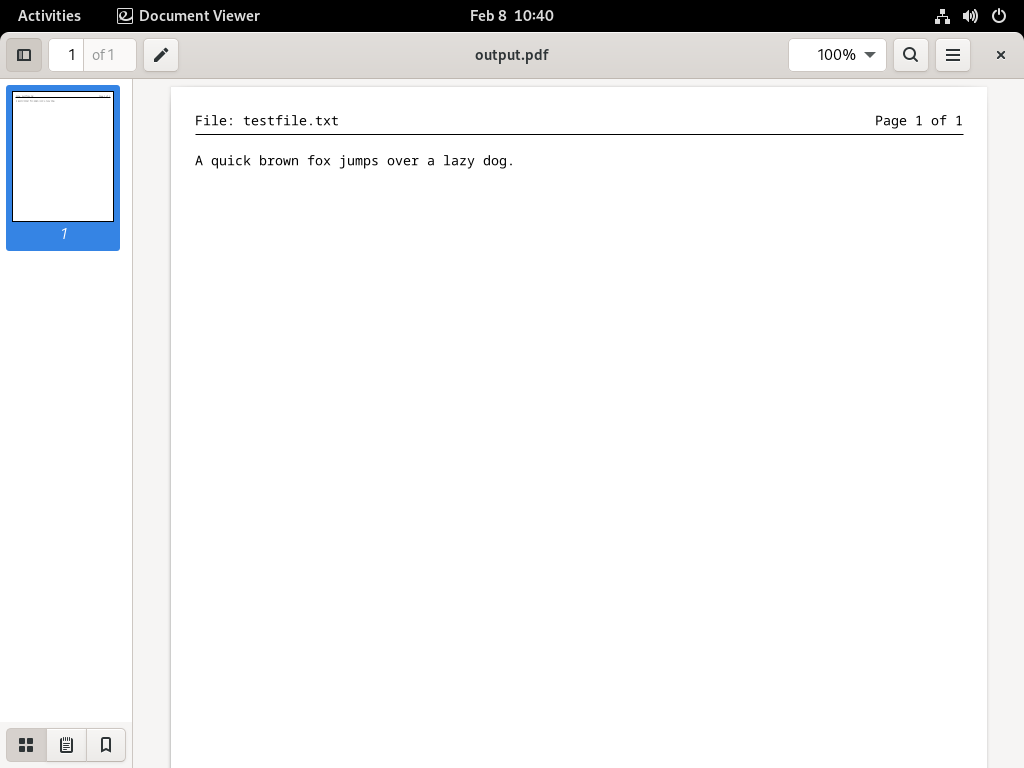 Activities
Document Viewer
Feb 8 10:40
1 of 1
output.pdf
100%
File: testfile.txt
Page 1 of 1
A quick brown fox jumps over a lazy dog.
1